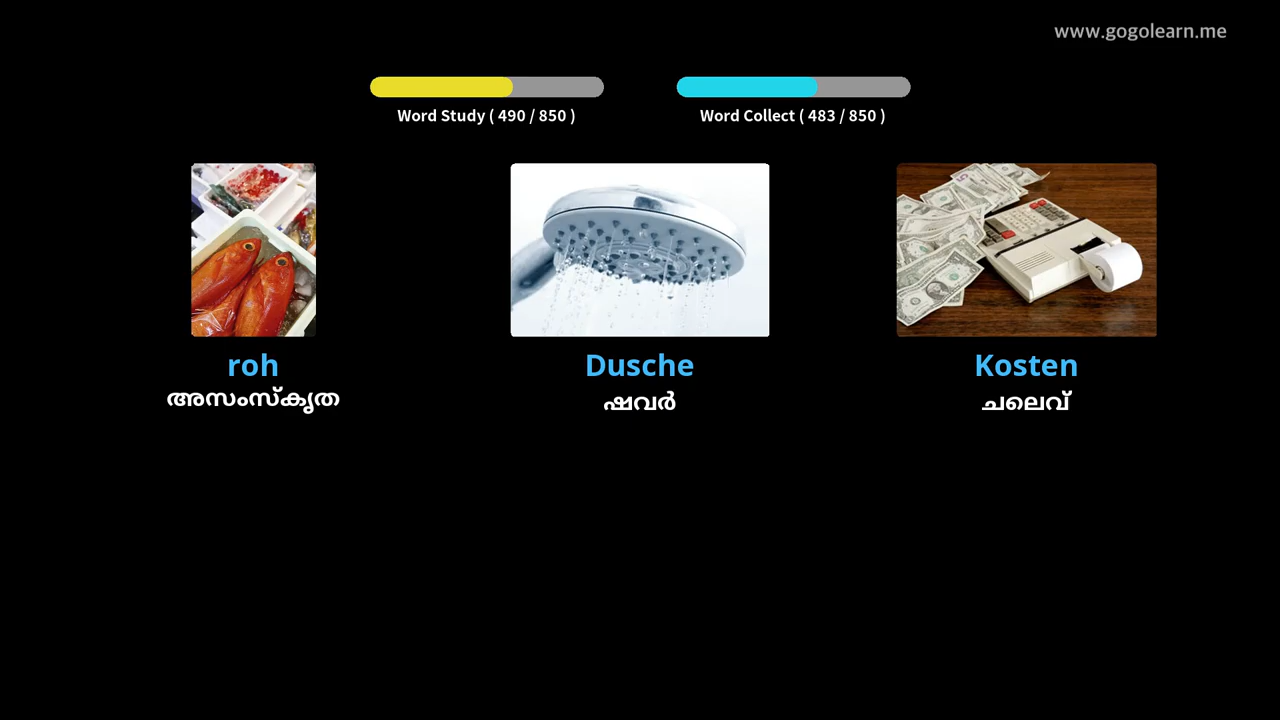 www.gogolearn.me
Word Study ( 490 / 850 )
Word Collect ( 483 / 850 )
roh
Dusche
Kosten
അസംസ്കൃത
ഷവർ
ചലെവ്